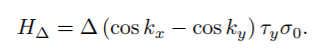 H_Δ = Δ (cos k_x − cos k_y) τ_y σ_0.